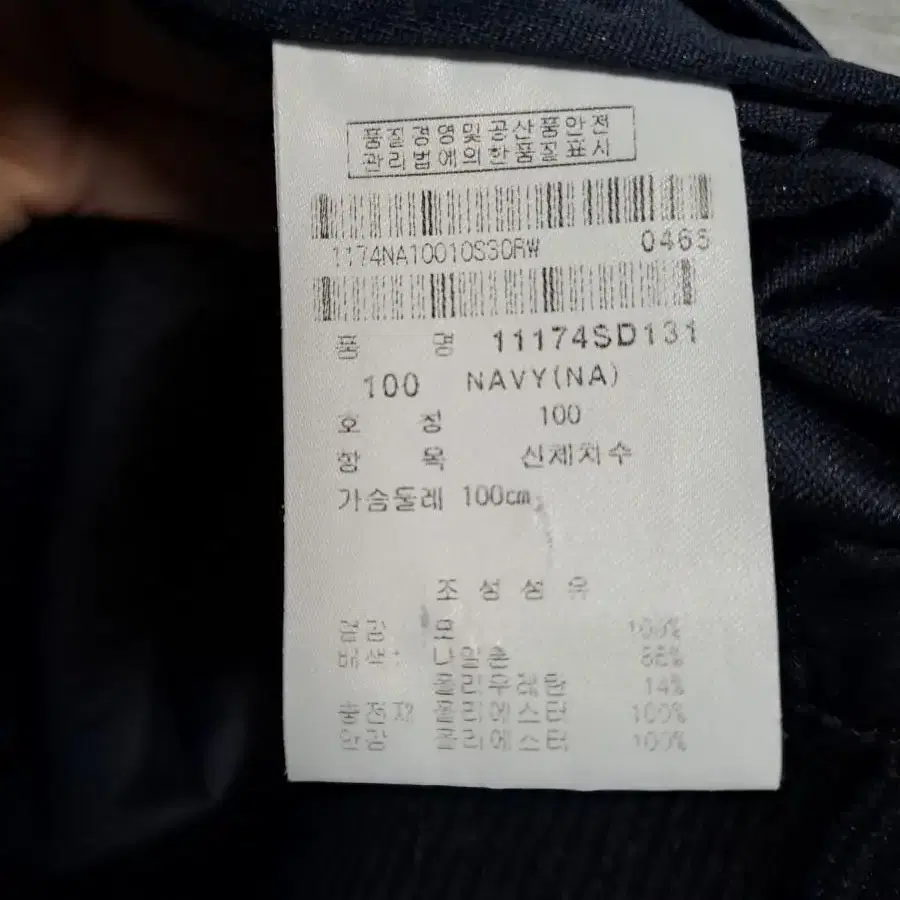 품질경영및공산품안전
관리법에의한품질표시
1174NA10010S30RW 0465
품 명 11174SD131
100 NAVY(NA)
호 칭 100
항 목 신체치수
가슴둘레 100cm
조성섬유
겉감 모 100%
배색: 나일론 86%
폴리우레탄 14%
충전재 폴리에스터 100%
안감 폴리에스터 100%